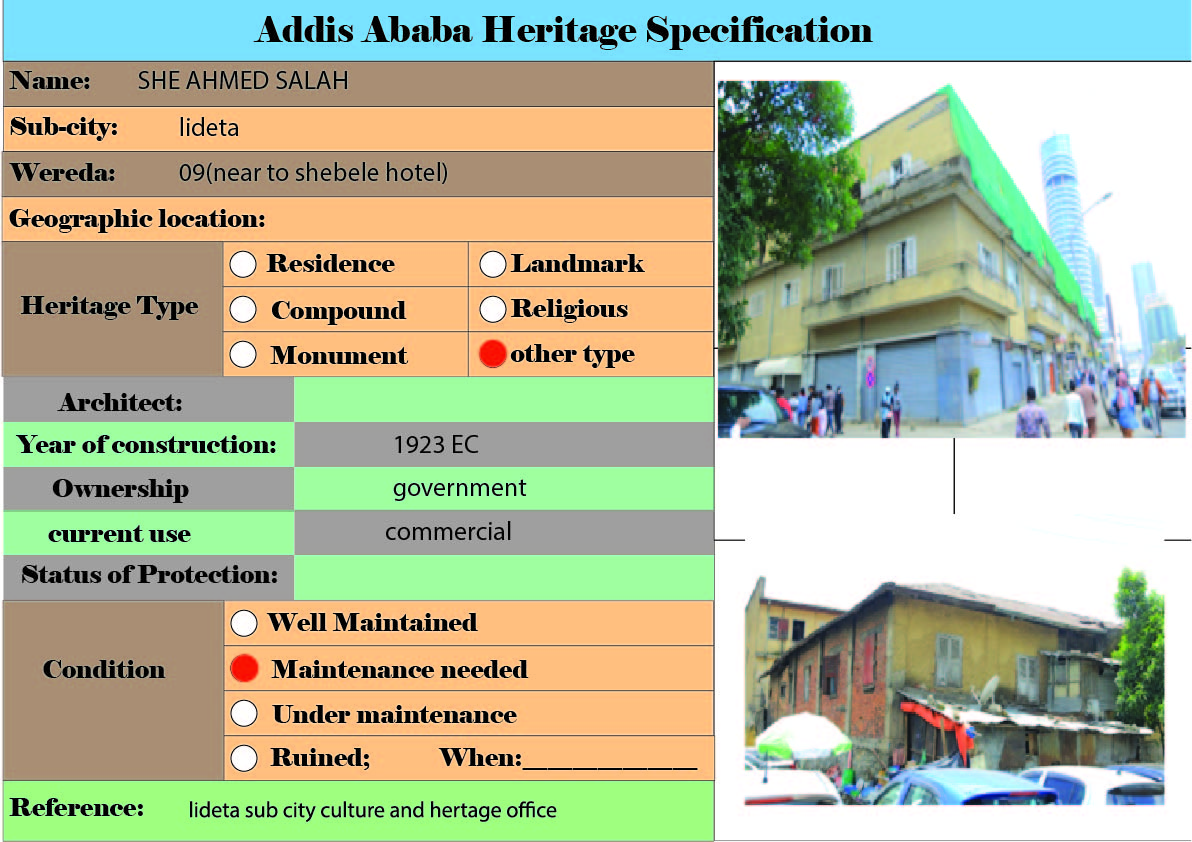 Addis Ababa Heritage Specification
Name: SHE AHMED SALAH
Sub-city: lideta
Wereda: 09(near to shebele hotel)
Geographic location:
Heritage Type
Residence
Landmark
Compound
Religious
Monument
other type
Architect:
Year of construction: 1923 EC
Ownership government
current use commercial
Status of Protection:
Condition
Well Maintained
Maintenance needed
Under maintenance
Ruined; When:______________
Reference: lideta sub city culture and hertage office